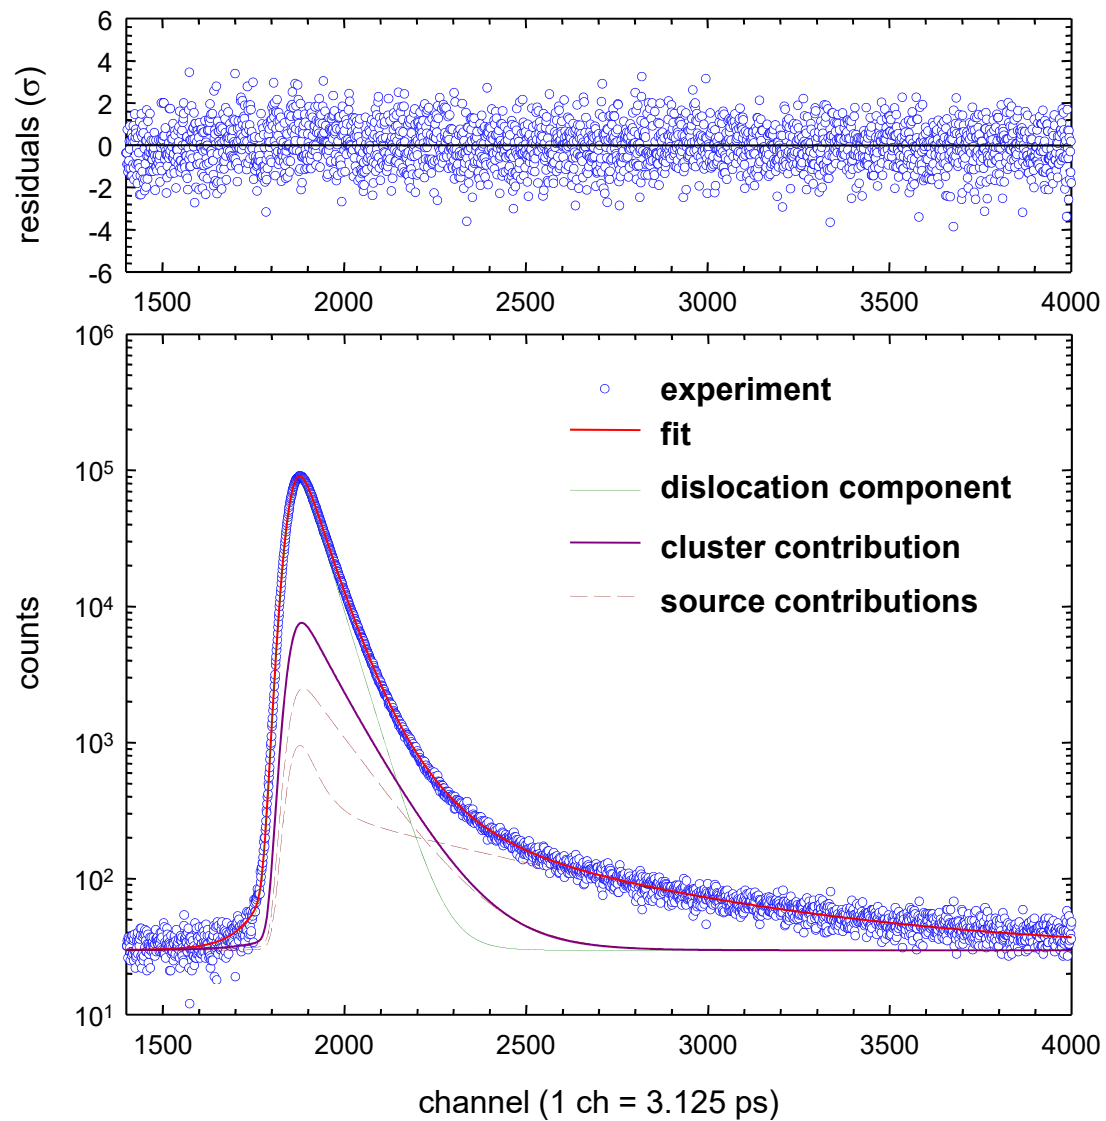 6
4
2
0
-2
-4
-6
residuals (σ)
1500 2000 2500 3000 3500 4000
10⁶
10⁵
10⁴
10³
10²
10¹
counts
experiment
fit
dislocation component
cluster contribution
source contributions
1500 2000 2500 3000 3500 4000
channel (1 ch = 3.125 ps)